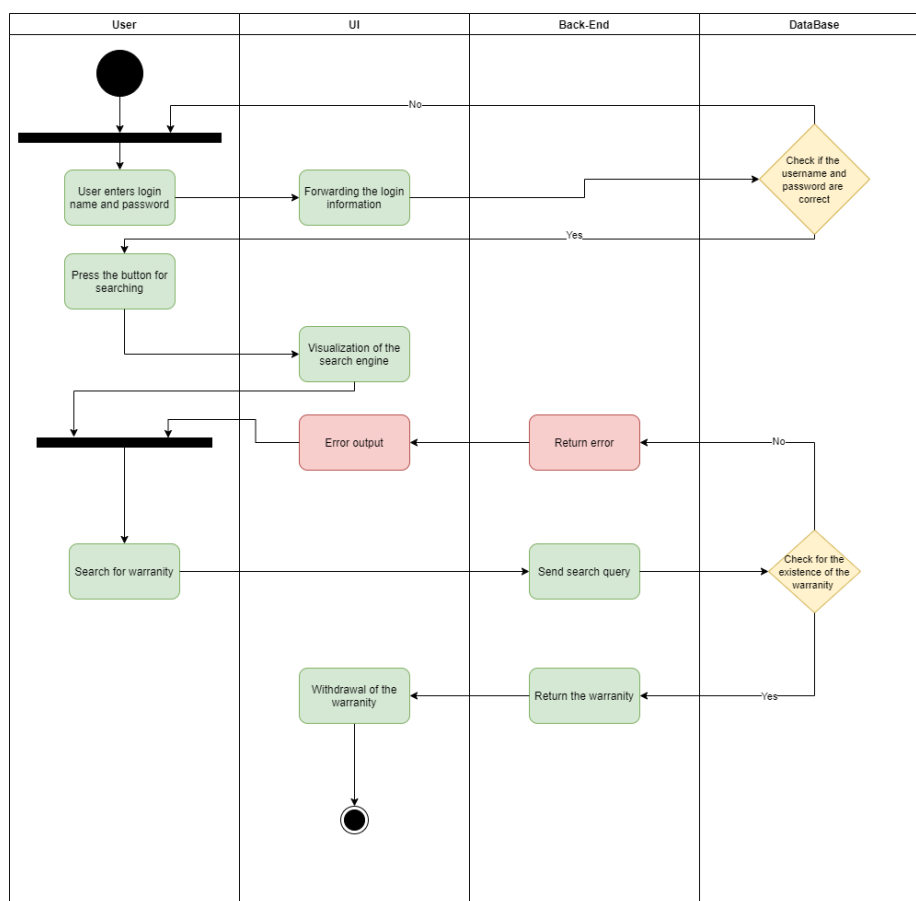 User
UI
Back-End
DataBase
No
User enters login
name and password
Forwarding the login
information
Check if the
username and
password are
correct
Yes
Press the button for
searching
Visualization of the
search engine
Error output
Return error
No
Search for warranity
Send search query
Check for the
existence of the
warranity
Withdrawal of the
warranity
Return the warranity
Yes